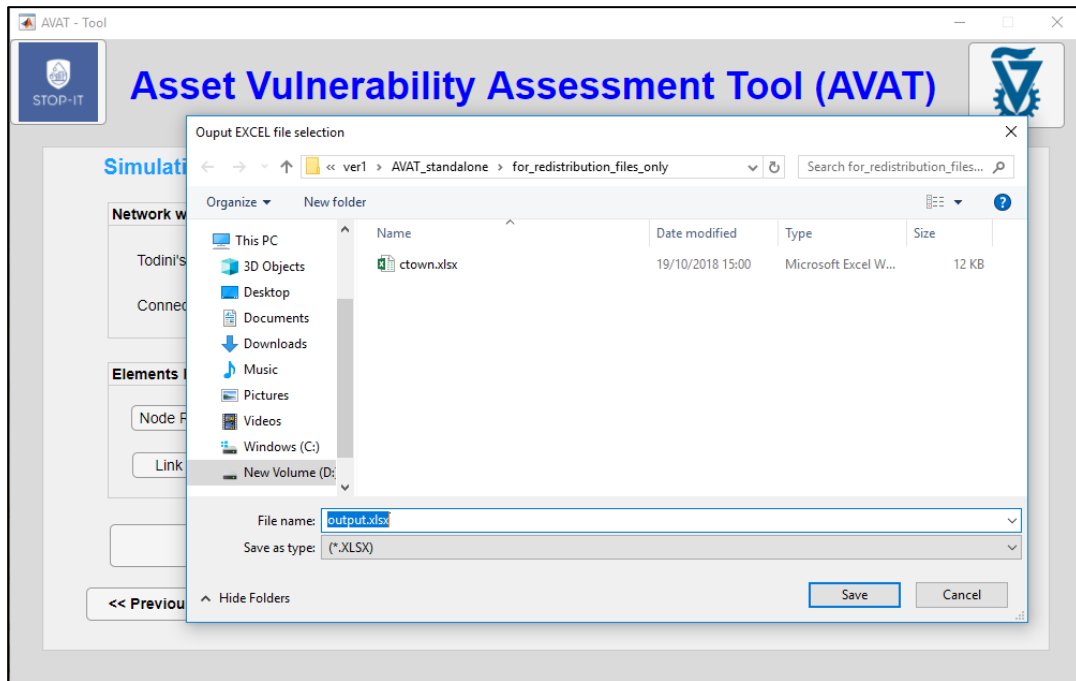 AVAT - Tool
STOP-IT
Asset Vulnerability Assessment Tool (AVAT)
Ouput EXCEL file selection
« ver1 › AVAT_standalone › for_redistribution_files_only
Search for_redistribution_files...
Organize
New folder
This PC
3D Objects
Desktop
Documents
Downloads
Music
Pictures
Videos
Windows (C:)
New Volume (D:
Name Date modified Type Size
ctown.xlsx 19/10/2018 15:00 Microsoft Excel W... 12 KB
File name: output.xlsx
Save as type: (*.XLSX)
Hide Folders
Save
Cancel
Simulati
Network w
Todini's
Connec
Elements
Node R
Link
<< Previou